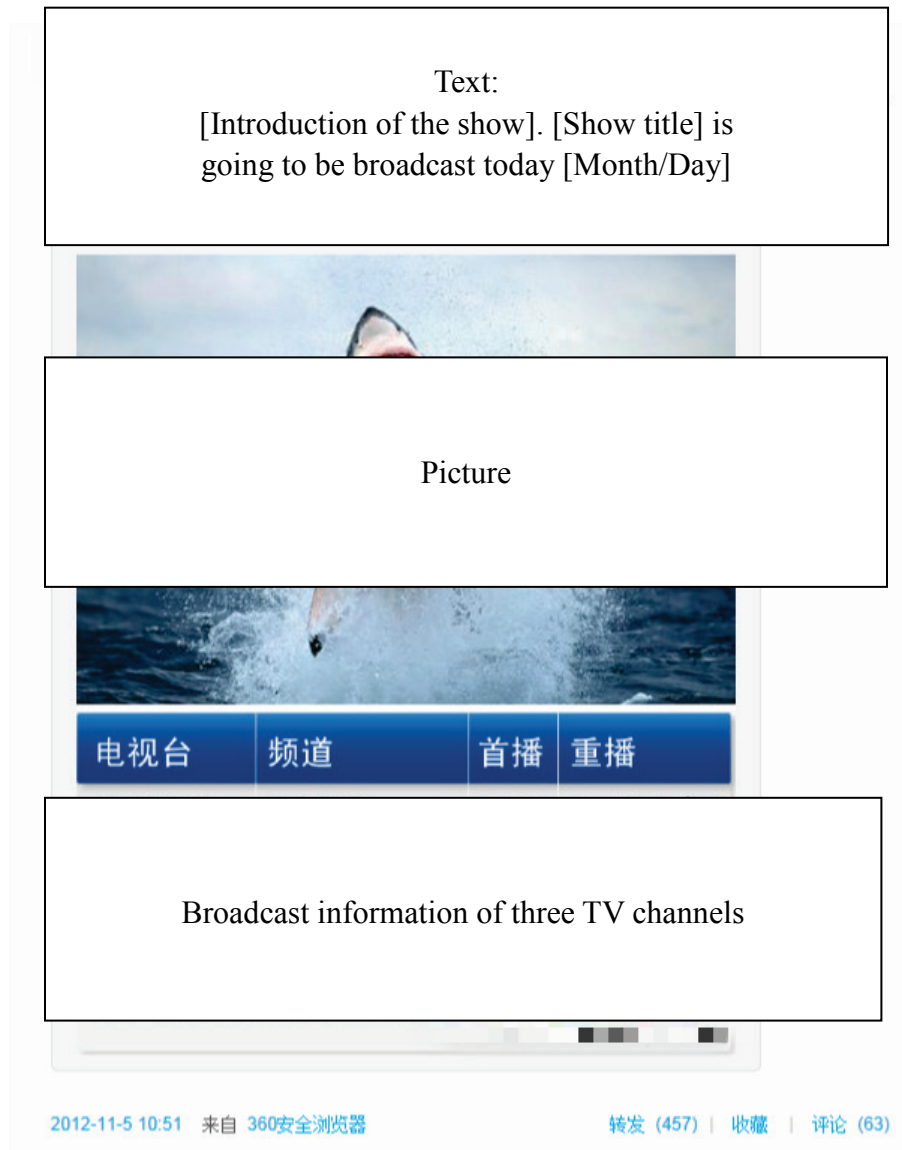 Text:
[Introduction of the show]. [Show title] is
going to be broadcast today [Month/Day]
Picture
电视台 频道 首播 重播
Broadcast information of three TV channels
2012-11-5 10:51 来自 360安全浏览器 转发 (457) | 收藏 | 评论 (63)